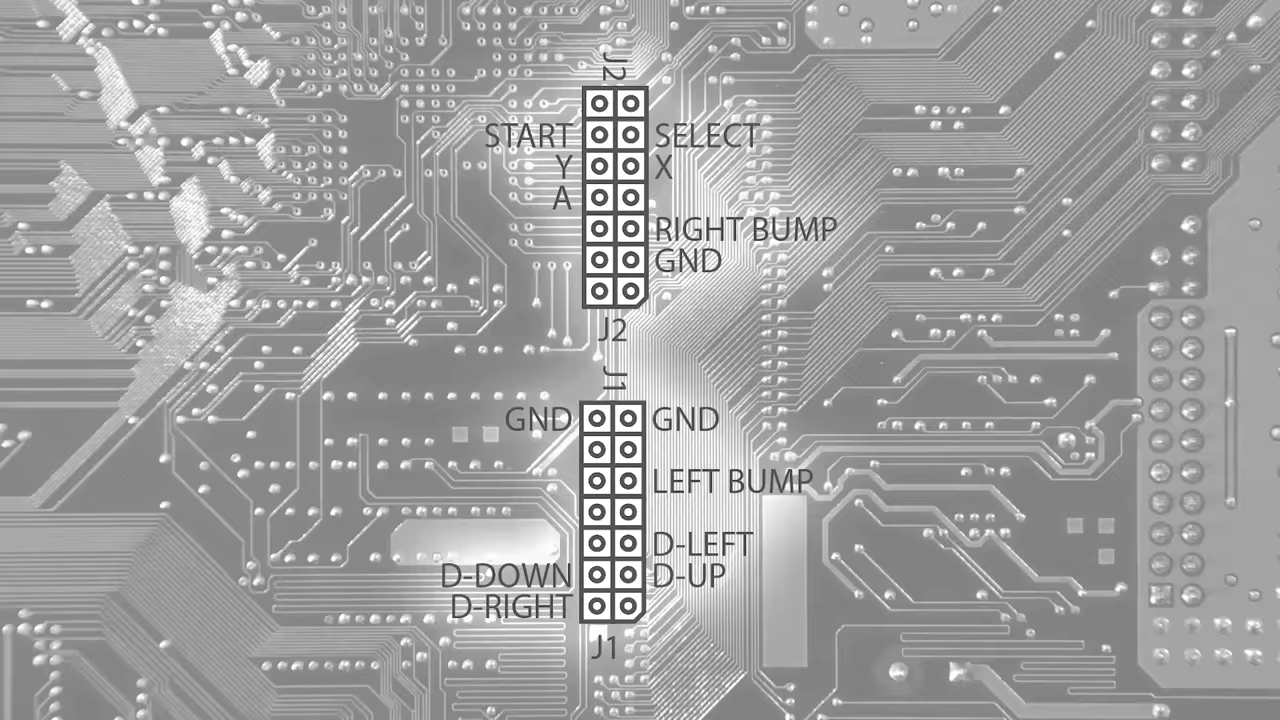 J2
START SELECT
Y X
A
RIGHT BUMP
GND
J2
J1
GND GND
LEFT BUMP
D-LEFT
D-DOWN D-UP
D-RIGHT
J1